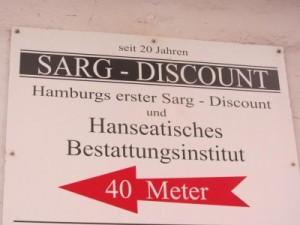 seit 20 Jahren
SARG - DISCOUNT
Hamburgs erster Sarg - Discount
und
Hanseatisches
Bestattungsinstitut
40 Meter